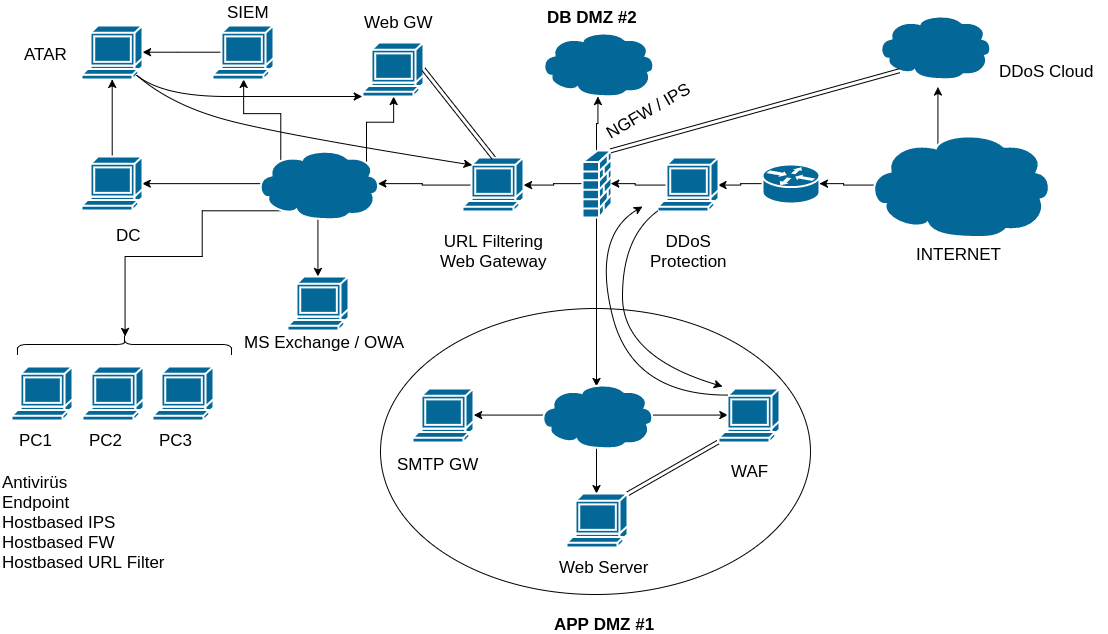 SIEM
Web GW
DB DMZ #2
ATAR
DDoS Cloud
NGFW / IPS
DC
URL Filtering
Web Gateway
DDoS
Protection
INTERNET
MS Exchange / OWA
PC1
PC2
PC3
SMTP GW
WAF
Antivirüs
Endpoint
Hostbased IPS
Hostbased FW
Hostbased URL Filter
Web Server
APP DMZ #1